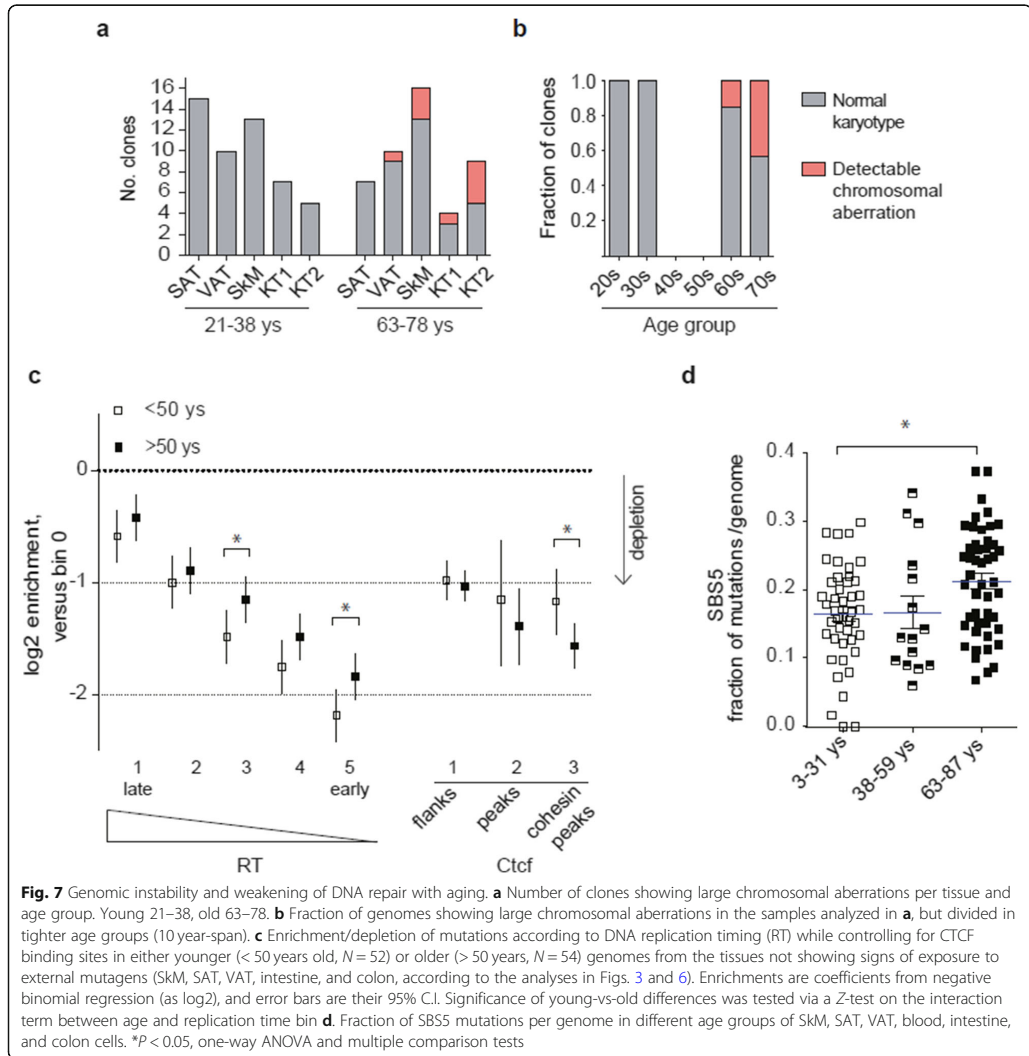 a
No. clones
16
14
12
10
8
6
4
2
0
SAT
VAT
SkM
KT1
KT2
SAT
VAT
SkM
KT1
KT2
21-38 ys
63-78 ys
b
Fraction of clones
1.0
0.8
0.6
0.4
0.2
20s
30s
40s
50s
60s
70s
Age group
Normal
karyotype
Detectable
chromosomal
aberration
c
<50 ys
>50 ys
log2 enrichment,
versus bin 0
0
-1
-2
*
*
*
depletion
1
2
3
4
5
late
early
RT
1
2
3
flanks
peaks
cohesin
peaks
Ctcf
d
*
SBS5
fraction of mutations /genome
0.4
0.3
0.2
0.1
0.0
3-31 ys
38-59 ys
63-87 ys
Fig. 7 Genomic instability and weakening of DNA repair with aging. a Number of clones showing large chromosomal aberrations per tissue and
age group. Young 21–38, old 63–78. b Fraction of genomes showing large chromosomal aberrations in the samples analyzed in a, but divided in
tighter age groups (10 year-span). c Enrichment/depletion of mutations according to DNA replication timing (RT) while controlling for CTCF
binding sites in either younger (< 50 years old, N = 52) or older (> 50 years, N = 54) genomes from the tissues not showing signs of exposure to
external mutagens (SkM, SAT, VAT, intestine, and colon, according to the analyses in Figs. 3 and 6). Enrichments are coefficients from negative
binomial regression (as log2), and error bars are their 95% C.I. Significance of young-vs-old differences was tested via a Z-test on the interaction
term between age and replication time bin d. Fraction of SBS5 mutations per genome in different age groups of SkM, SAT, VAT, blood, intestine,
and colon cells. *P < 0.05, one-way ANOVA and multiple comparison tests